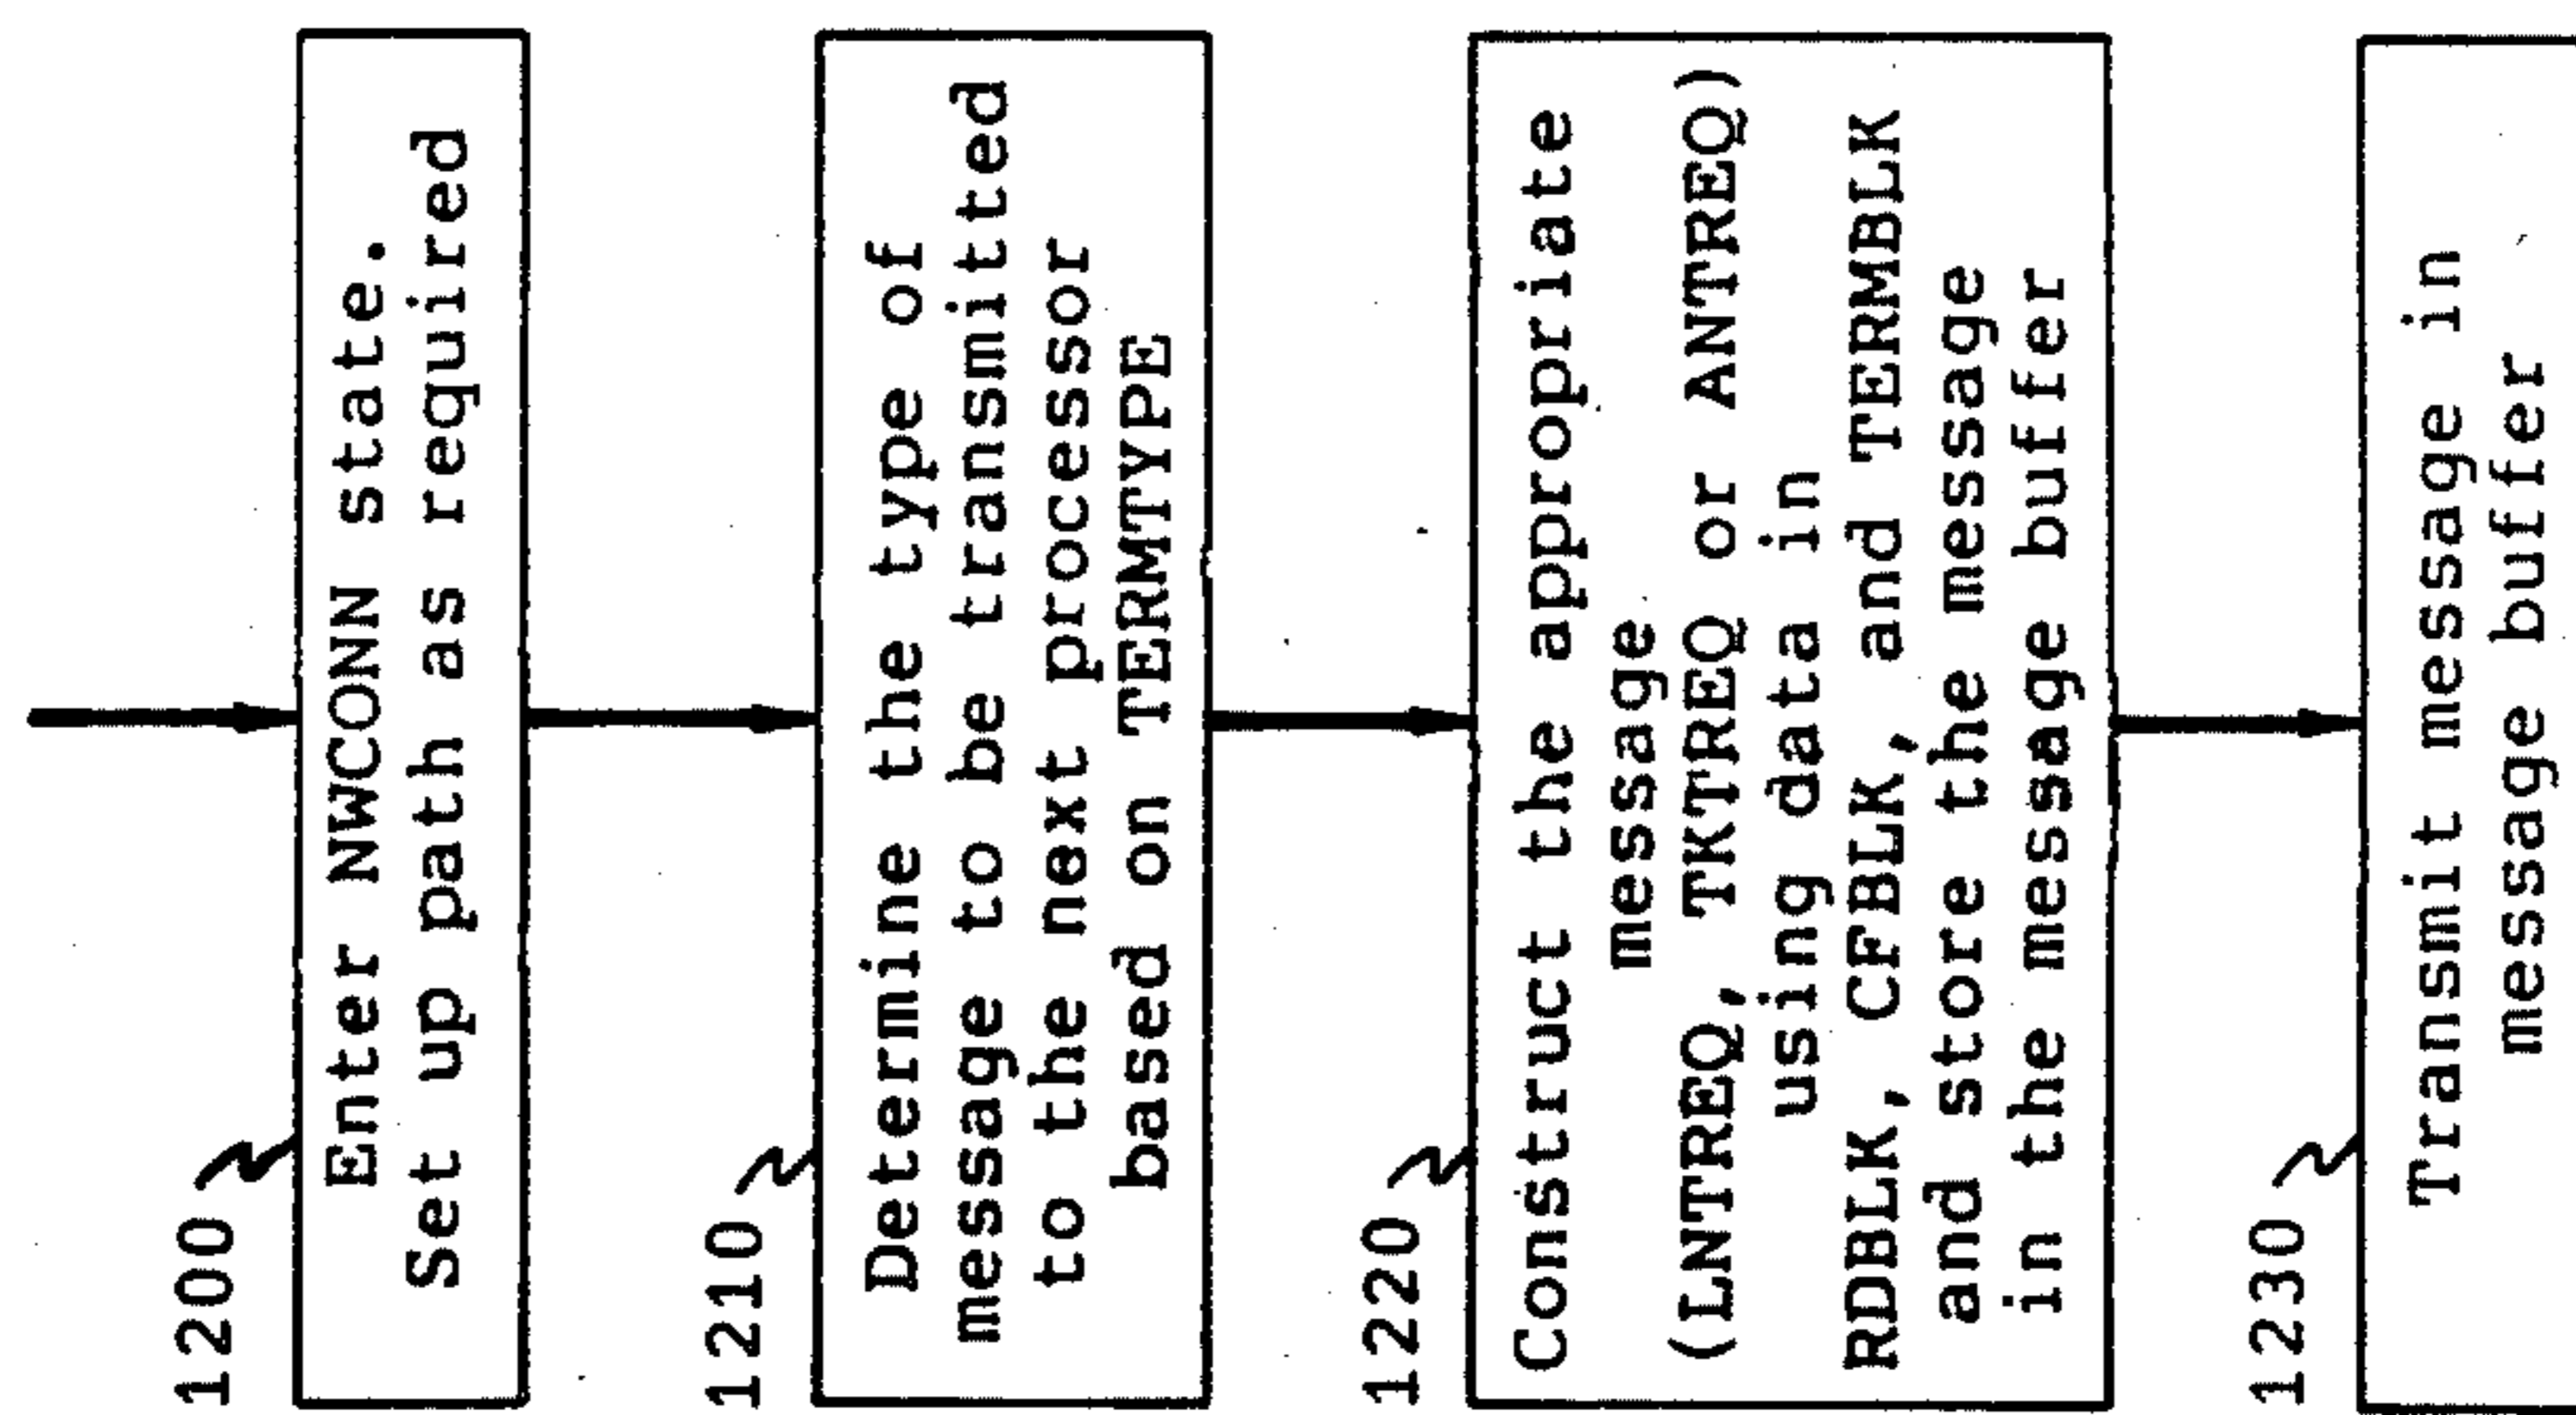 1200
Enter NWCONN state.
Set up path as required
1210
Determine the type of
message to be transmitted
to the next processor
based on TERMTYPE
1220
Construct the appropriate
message
(LNTREQ, TKTREQ or ANTREQ)
using data in
RDBLK, CFBLK, and TERMBLK
and store the message
in the message buffer
1230
Transmit message in
message buffer